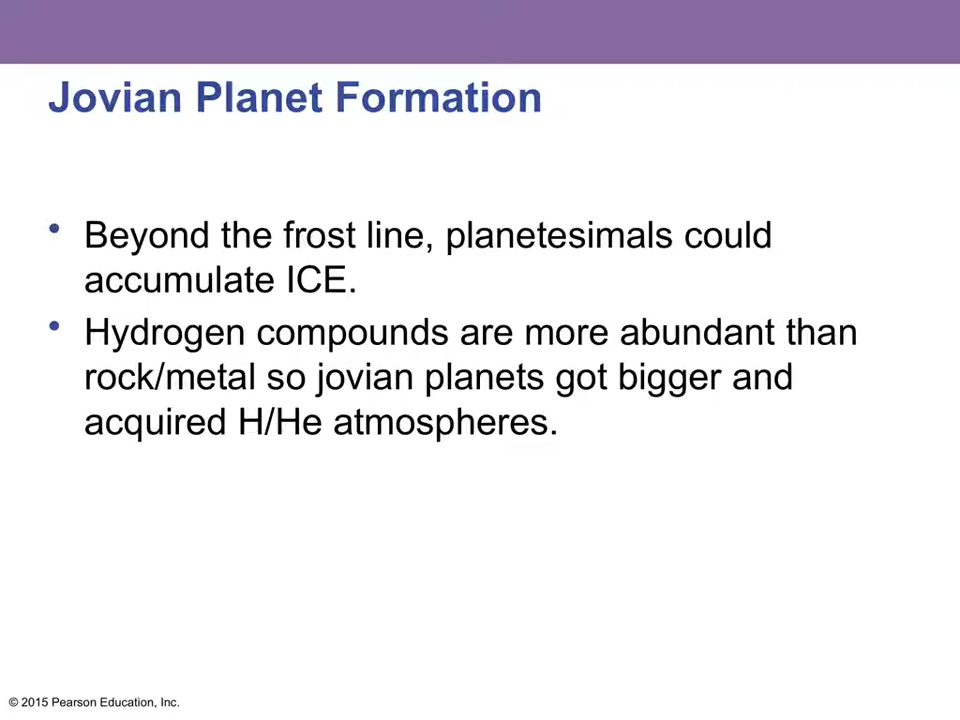 Jovian Planet Formation
• Beyond the frost line, planetesimals could
accumulate ICE.
• Hydrogen compounds are more abundant than
rock/metal so jovian planets got bigger and
acquired H/He atmospheres.
© 2015 Pearson Education, Inc.